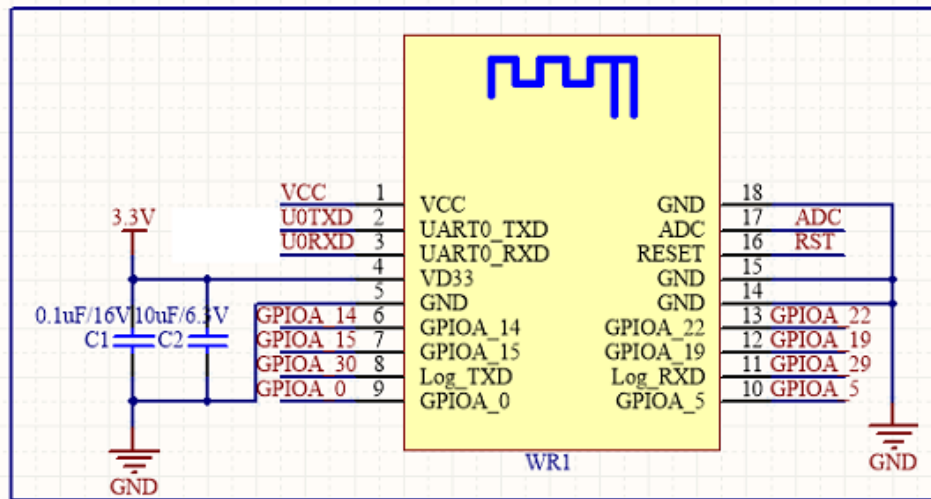 VCC 1 VCC GND 18
U0TXD 2 UART0_TXD ADC 17 ADC
U0RXD 3 UART0_RXD RESET 16 RST
3.3V
4 VD33 GND 15
5 GND GND 14
0.1uF/16V 10uF/6.3V
C1 C2
GPIOA_14 6 GPIOA_14 GPIOA_22 13 GPIOA_22
GPIOA_15 7 GPIOA_15 GPIOA_19 12 GPIOA_19
GPIOA_30 8 Log_TXD Log_RXD 11 GPIOA_29
GPIOA_0 9 GPIOA_0 GPIOA_5 10 GPIOA_5
WR1
GND
GND